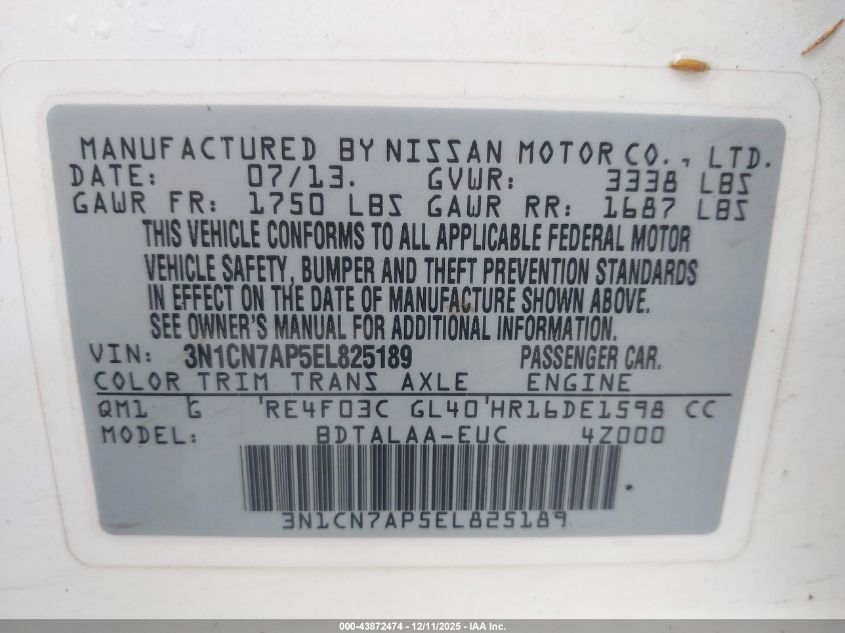 MANUFACTURED BY NISSAN MOTOR CO., LTD.
DATE: 07/13. GVWR: 3338 LBS
GAWR FR: 1750 LBS GAWR RR: 1687 LBS
THIS VEHICLE CONFORMS TO ALL APPLICABLE FEDERAL MOTOR
VEHICLE SAFETY, BUMPER AND THEFT PREVENTION STANDARDS
IN EFFECT ON THE DATE OF MANUFACTURE SHOWN ABOVE.
SEE OWNER'S MANUAL FOR ADDITIONAL INFORMATION.
VIN: 3N1CN7AP5EL825189 PASSENGER CAR.
COLOR TRIM TRANS AXLE ENGINE
QM1 G 'RE4F03C GL40'HR16DE1598 CC
MODEL: BDTALAA-EUC 4Z000
3N1CN7AP5EL825189
000-43872474 - 12/11/2025 - IAA Inc.